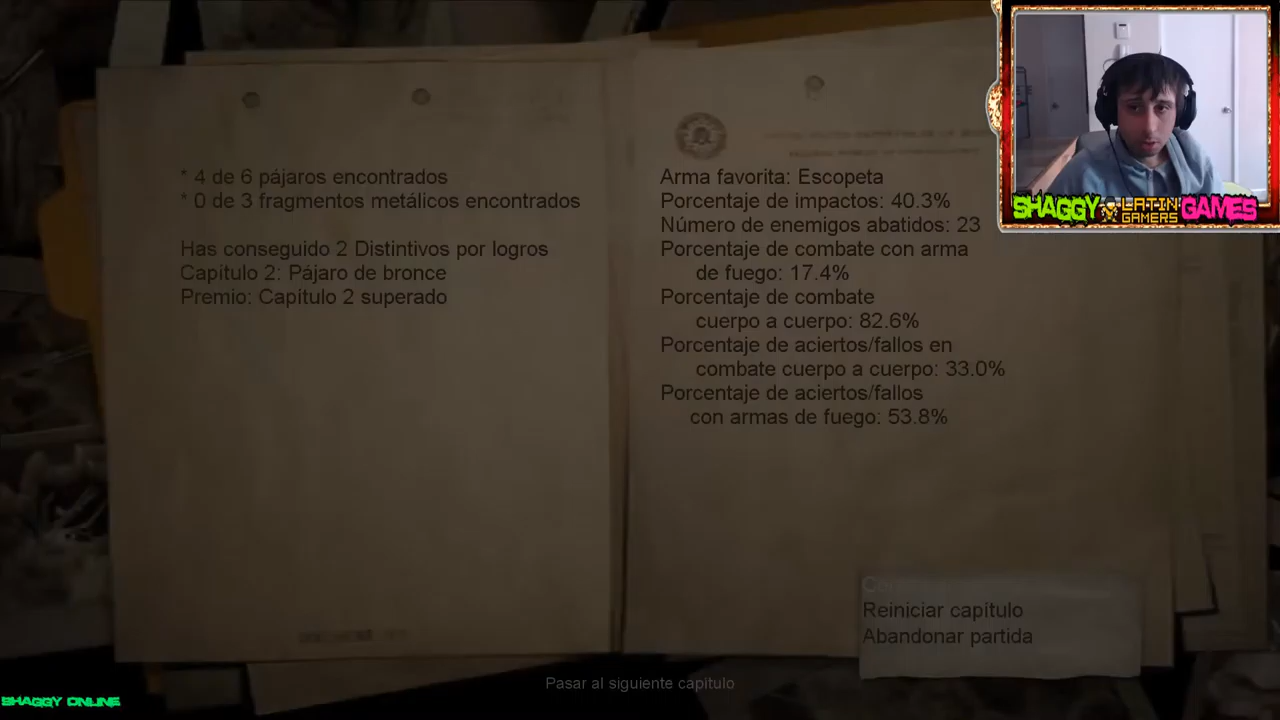 * 4 de 6 pájaros encontrados
* 0 de 3 fragmentos metálicos encontrados
Has conseguido 2 Distintivos por logros
Capítulo 2: Pájaro de bronce
Premio: Capítulo 2 superado
Arma favorita: Escopeta
Porcentaje de impactos: 40.3%
Número de enemigos abatidos: 23
Porcentaje de combate con arma
de fuego: 17.4%
Porcentaje de combate
cuerpo a cuerpo: 82.6%
Porcentaje de aciertos/fallos en
combate cuerpo a cuerpo: 33.0%
Porcentaje de aciertos/fallos
con armas de fuego: 53.8%
SHAGGY LATIN GAMERS GAMES
Reiniciar capítulo
Abandonar partida
Pasar al siguiente capítulo
SHAGGY ONLINE